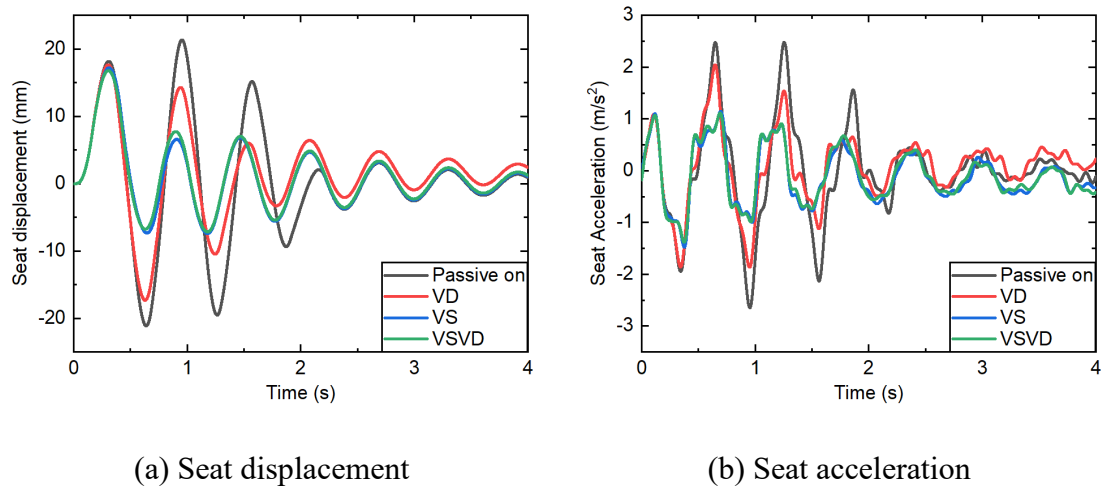 20
10
0
-10
-20
Seat displacement (mm)
0 1 2 3 4
Time (s)
Passive on
VD
VS
VSVD
3
2
1
0
-1
-2
-3
Seat Acceleration (m/s²)
0 1 2 3 4
Time (s)
Passive on
VD
VS
VSVD
(a) Seat displacement
(b) Seat acceleration